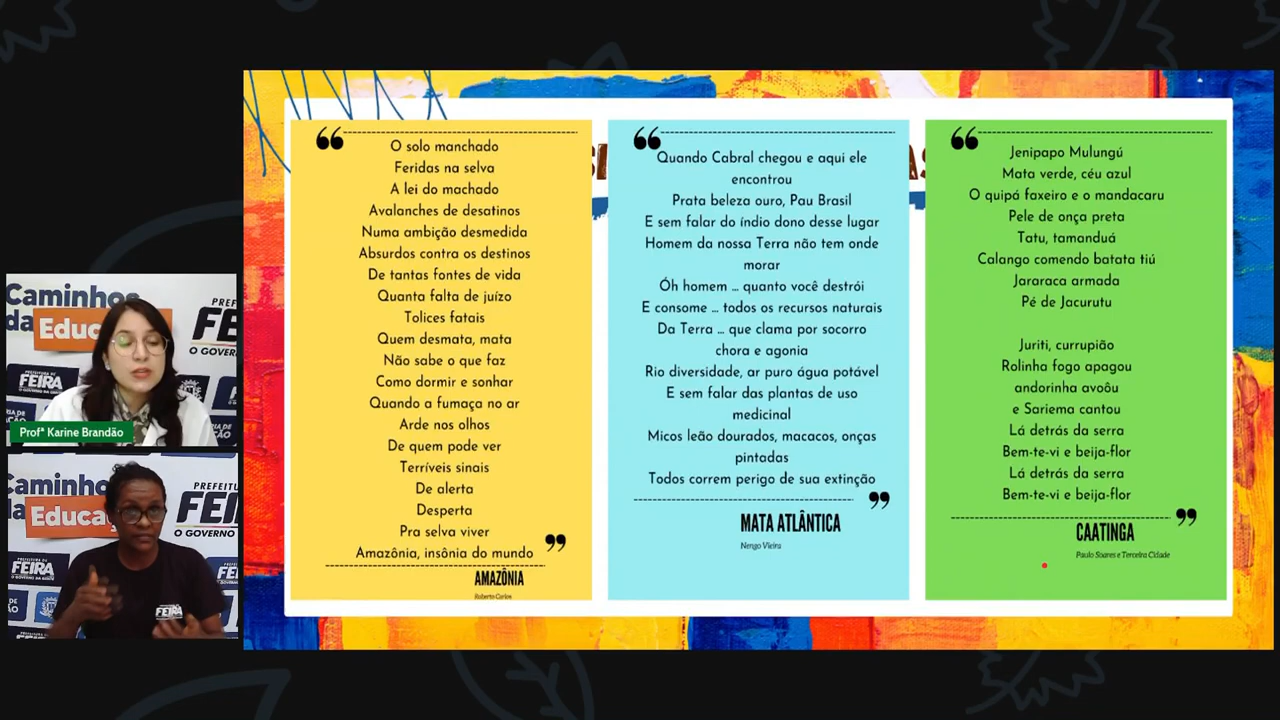 O solo manchado
Feridas na selva
A lei do machado
Avalanches de desatinos
Numa ambição desmedida
Absurdos contra os destinos
De tantas fontes de vida
Quanta falta de juízo
Tolices fatais
Quem desmata, mata
Não sabe o que faz
Como dormir e sonhar
Quando a fumaça no ar
Arde nos olhos
De quem pode ver
Terríveis sinais
De alerta
Desperta
Pra selva viver
Amazônia, insônia do mundo
AMAZÔNIA
Roberto Carlos
Quando Cabral chegou e aqui ele
encontrou
Prata beleza ouro, Pau Brasil
E sem falar do índio dono desse lugar
Homem da nossa Terra não tem onde
morar
Óh homem ... quanto você destrói
E consome ... todos os recursos naturais
Da Terra ... que clama por socorro
chora e agonia
Rio diversidade, ar puro água potável
E sem falar das plantas de uso
medicinal
Micos leão dourados, macacos, onças
pintadas
Todos correm perigo de sua extinção
MATA ATLÂNTICA
Nengo Vieira
Jenipapo Mulungú
Mata verde, céu azul
O quipá faxeiro e o mandacaru
Pele de onça preta
Tatu, tamanduá
Calango comendo batata tiú
Jararaca armada
Pé de Jacurutu
Juriti, currupião
Rolinha fogo apagou
andorinha avoôu
e Sariema cantou
Lá detrás da serra
Bem-te-vi e beija-flor
Lá detrás da serra
Bem-te-vi e beija-flor
CAATINGA
Paulo Soares e Terceira Cidade
Caminhos
da Educa
PREF
FE
O GOVERNO
FEIRA
Profª Karine Brandão
Caminhos
da Educaç
PREFEITU
FEI
O GOVERNO
FEIRA
FEIRA